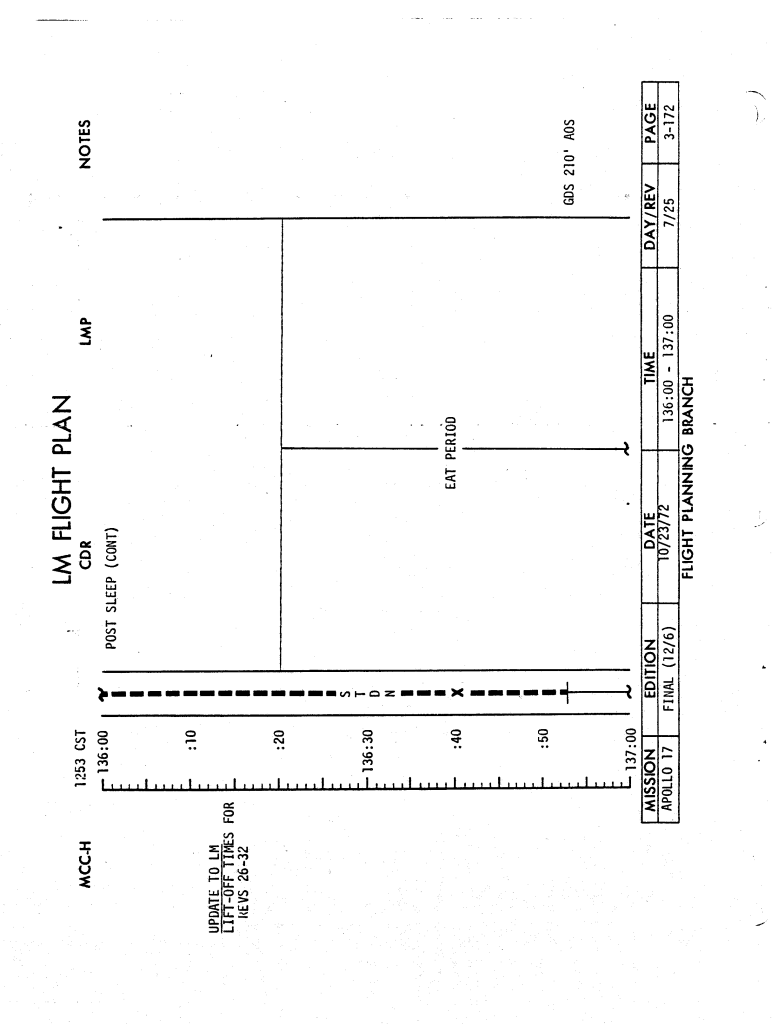 LM FLIGHT PLAN
MCC-H
1253 CST
CDR
LMP
NOTES
136:00
POST SLEEP (CONT)
:10
UPDATE TO LM
LIFT-OFF TIMES FOR
REVS 26-32
:20
S T D N
136:30
X
:40
EAT PERIOD
:50
GDS 210' AOS
137:00
MISSION EDITION DATE TIME DAY/REV PAGE
APOLLO 17 FINAL (12/6) 10/23/72 136:00 - 137:00 7/25 3-172
FLIGHT PLANNING BRANCH